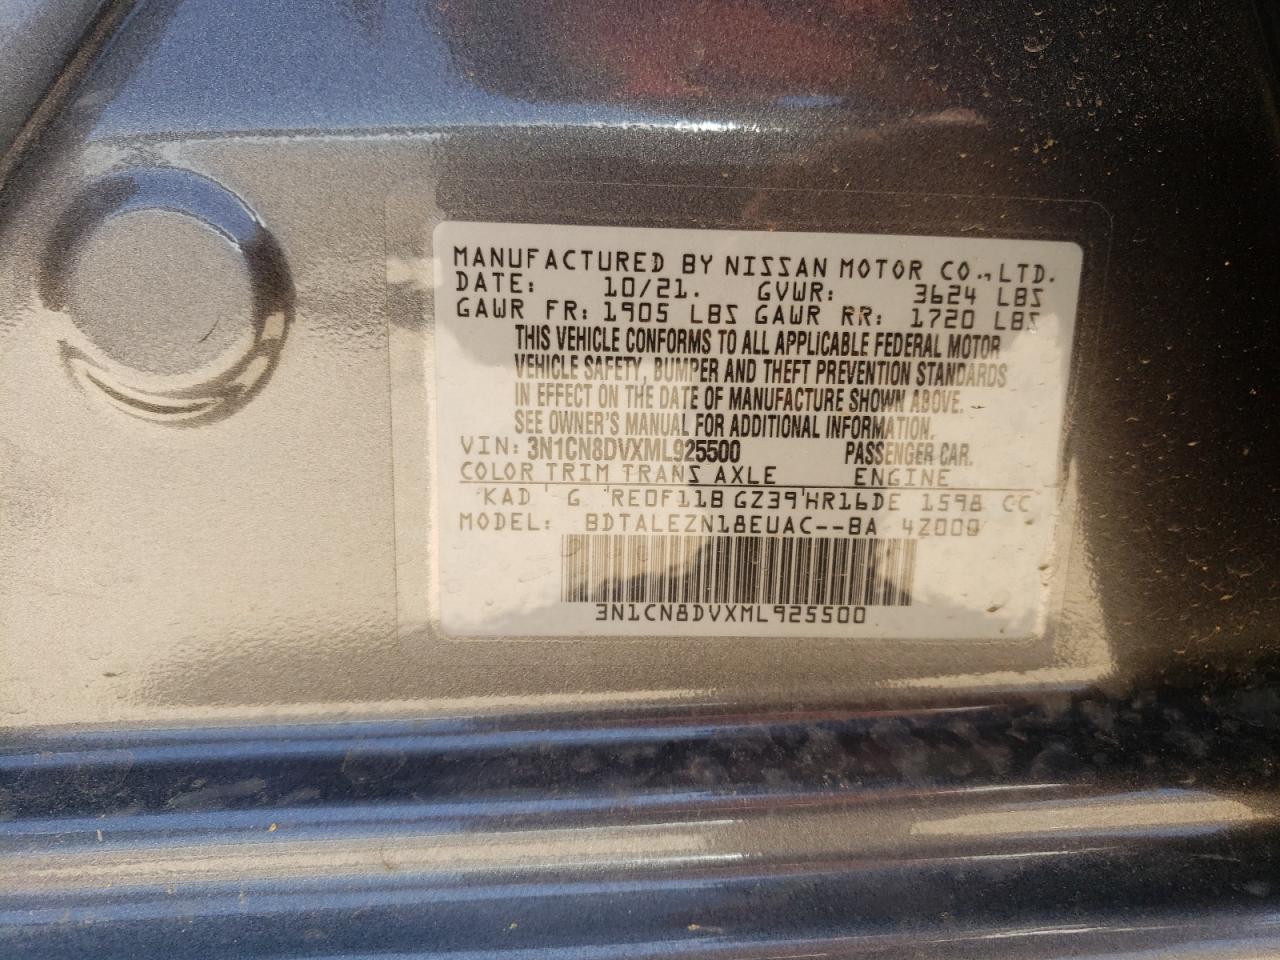 MANUFACTURED BY NISSAN MOTOR CO., LTD.
DATE: 10/21. GVWR: 3624 LBS
GAWR FR: 1905 LBS GAWR RR: 1720 LBS
THIS VEHICLE CONFORMS TO ALL APPLICABLE FEDERAL MOTOR
VEHICLE SAFETY, BUMPER AND THEFT PREVENTION STANDARDS
IN EFFECT ON THE DATE OF MANUFACTURE SHOWN ABOVE.
SEE OWNER'S MANUAL FOR ADDITIONAL INFORMATION.
VIN: 3N1CN8DVXML925500 PASSENGER CAR.
COLOR TRIM TRANS AXLE ENGINE
KAD G RE0F11B GZ39 HR16DE 1598 CC
MODEL: BDTALEZN18EUAC--BA 4Z000
3N1CN8DVXML925500